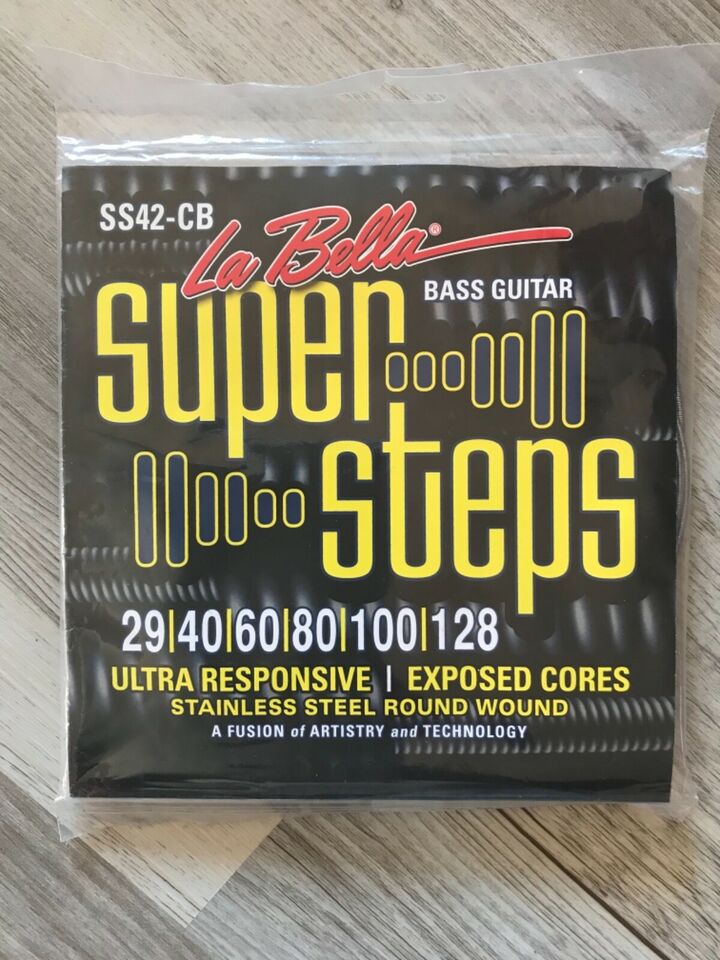 SS42-CB
La Bella®
BASS GUITAR
super
steps
29|40|60|80|100|128
ULTRA RESPONSIVE | EXPOSED CORES
STAINLESS STEEL ROUND WOUND
A FUSION of ARTISTRY and TECHNOLOGY